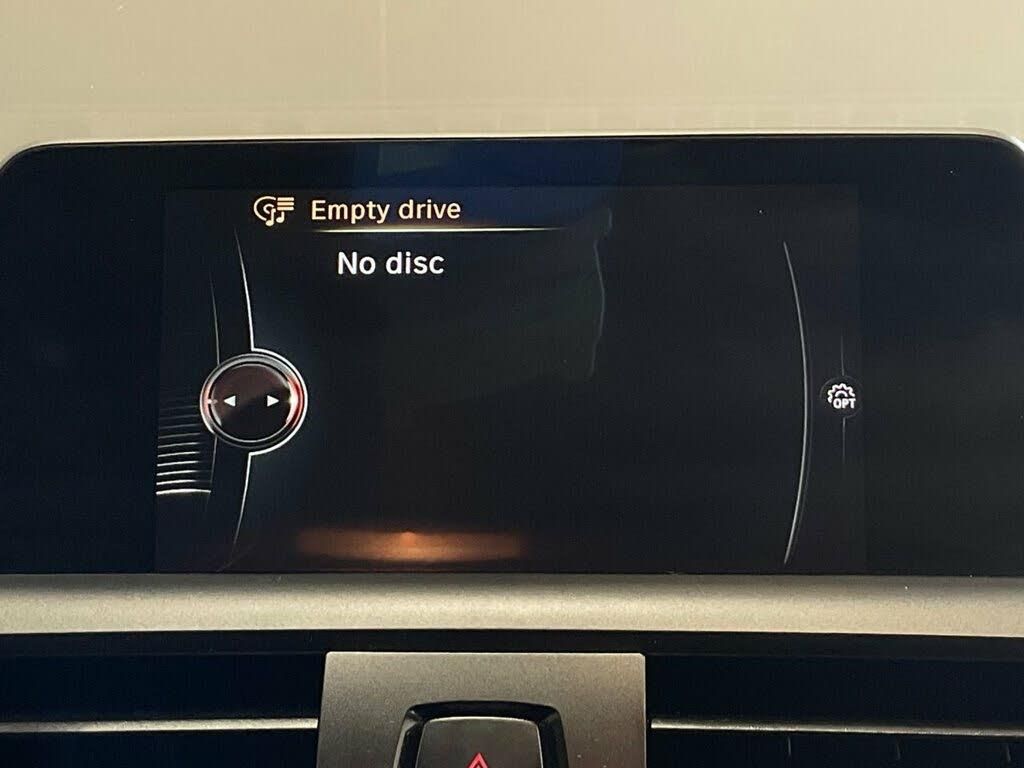 Empty drive
No disc
OPT